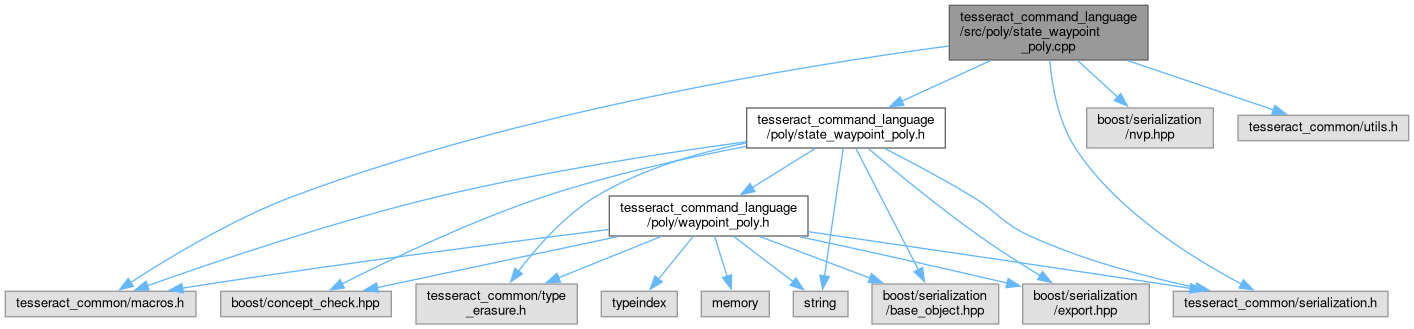 tesseract_command_language
/src/poly/state_waypoint
_poly.cpp
tesseract_command_language
/poly/state_waypoint_poly.h
boost/serialization
/nvp.hpp
tesseract_common/utils.h
tesseract_command_language
/poly/waypoint_poly.h
tesseract_common/macros.h
boost/concept_check.hpp
tesseract_common/type
_erasure.h
typeindex
memory
string
boost/serialization
/base_object.hpp
boost/serialization
/export.hpp
tesseract_common/serialization.h